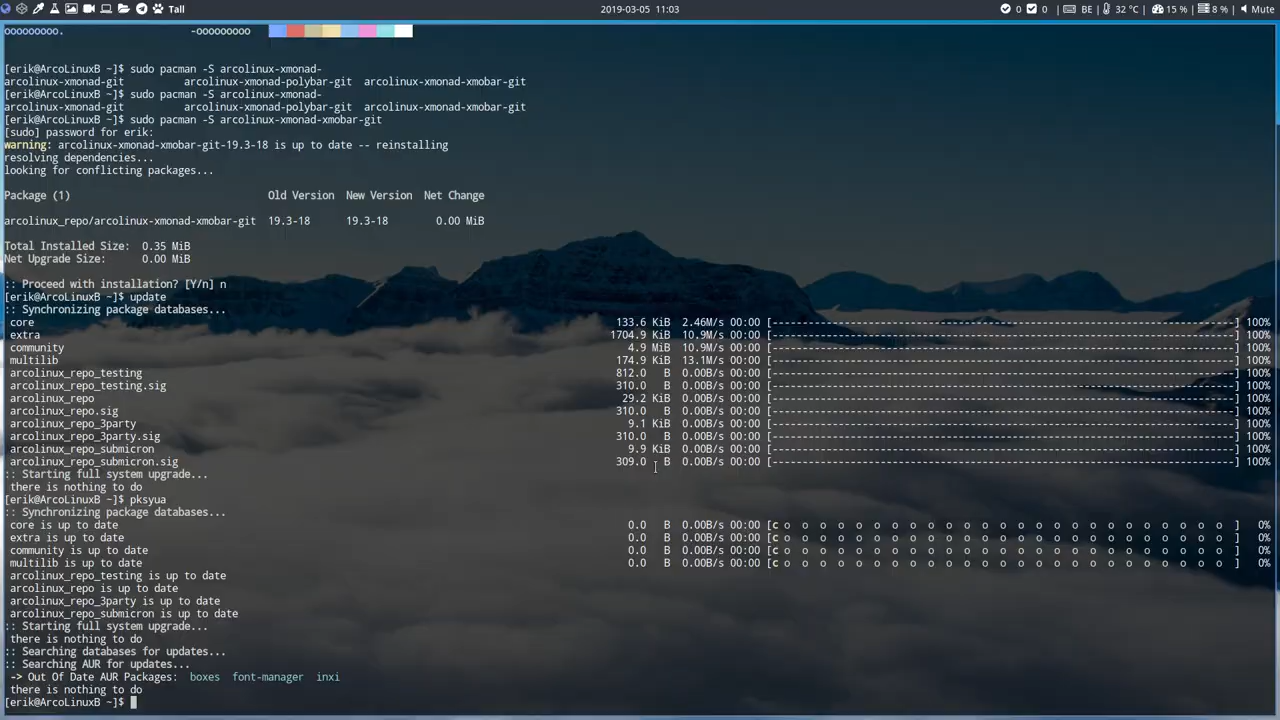 Tall 2019-03-05 11:03 0 0 BE 32 °C 15 % 8 % Mute
ooooooooo. -ooooooooo
[erik@ArcoLinuxB ~]$ sudo pacman -S arcolinux-xmonad-
arcolinux-xmonad-git arcolinux-xmonad-polybar-git arcolinux-xmonad-xmobar-git
[erik@ArcoLinuxB ~]$ sudo pacman -S arcolinux-xmonad-
arcolinux-xmonad-git arcolinux-xmonad-polybar-git arcolinux-xmonad-xmobar-git
[erik@ArcoLinuxB ~]$ sudo pacman -S arcolinux-xmonad-xmobar-git
[sudo] password for erik:
warning: arcolinux-xmonad-xmobar-git-19.3-18 is up to date -- reinstalling
resolving dependencies...
looking for conflicting packages...
Package (1) Old Version New Version Net Change
arcolinux_repo/arcolinux-xmonad-xmobar-git 19.3-18 19.3-18 0.00 MiB
Total Installed Size: 0.35 MiB
Net Upgrade Size: 0.00 MiB
:: Proceed with installation? [Y/n] n
[erik@ArcoLinuxB ~]$ update
:: Synchronizing package databases...
core 133.6 KiB 2.46M/s 00:00 [----------------------------------------------------------------------] 100%
extra 1704.9 KiB 10.9M/s 00:00 [----------------------------------------------------------------------] 100%
community 4.9 MiB 10.9M/s 00:00 [----------------------------------------------------------------------] 100%
multilib 174.9 KiB 13.1M/s 00:00 [----------------------------------------------------------------------] 100%
arcolinux_repo_testing 812.0 B 0.00B/s 00:00 [----------------------------------------------------------------------] 100%
arcolinux_repo_testing.sig 310.0 B 0.00B/s 00:00 [----------------------------------------------------------------------] 100%
arcolinux_repo 29.2 KiB 0.00B/s 00:00 [----------------------------------------------------------------------] 100%
arcolinux_repo.sig 310.0 B 0.00B/s 00:00 [----------------------------------------------------------------------] 100%
arcolinux_repo_3party 9.1 KiB 0.00B/s 00:00 [----------------------------------------------------------------------] 100%
arcolinux_repo_3party.sig 310.0 B 0.00B/s 00:00 [----------------------------------------------------------------------] 100%
arcolinux_repo_submicron 9.9 KiB 0.00B/s 00:00 [----------------------------------------------------------------------] 100%
arcolinux_repo_submicron.sig 309.0 B 0.00B/s 00:00 [----------------------------------------------------------------------] 100%
:: Starting full system upgrade...
there is nothing to do
[erik@ArcoLinuxB ~]$ pksyua
:: Synchronizing package databases...
core is up to date 0.0 B 0.00B/s 00:00 [c o o o o o o o o o o o o o o o o o o o o o o o ] 0%
extra is up to date 0.0 B 0.00B/s 00:00 [c o o o o o o o o o o o o o o o o o o o o o o o ] 0%
community is up to date 0.0 B 0.00B/s 00:00 [c o o o o o o o o o o o o o o o o o o o o o o o ] 0%
multilib is up to date 0.0 B 0.00B/s 00:00 [c o o o o o o o o o o o o o o o o o o o o o o o ] 0%
arcolinux_repo_testing is up to date
arcolinux_repo is up to date
arcolinux_repo_3party is up to date
arcolinux_repo_submicron is up to date
:: Starting full system upgrade...
there is nothing to do
:: Searching databases for updates...
:: Searching AUR for updates...
-> Out Of Date AUR Packages: boxes font-manager inxi
there is nothing to do
[erik@ArcoLinuxB ~]$